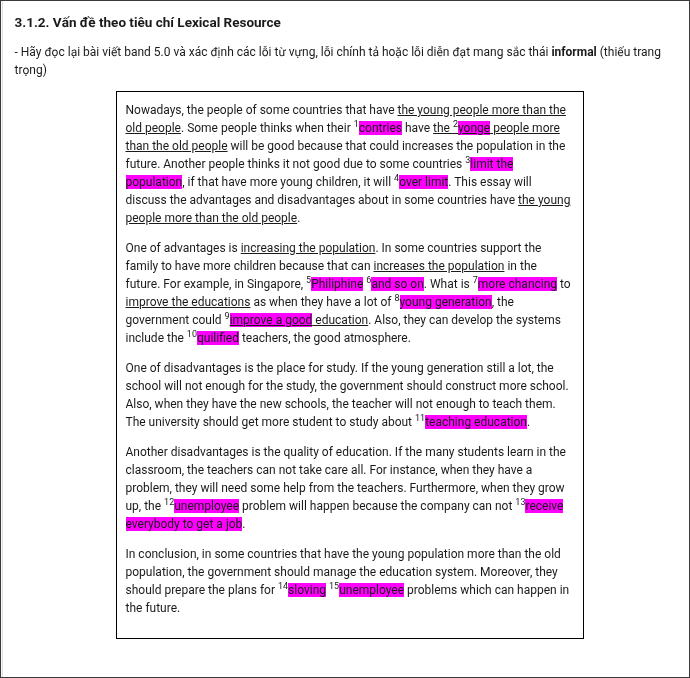 3.1.2. Vấn đề theo tiêu chí Lexical Resource
- Hãy đọc lại bài viết band 5.0 và xác định các lỗi từ vựng, lỗi chính tả hoặc lỗi diễn đạt mang sắc thái informal (thiếu trang
trọng)
Nowadays, the people of some countries that have the young people more than the
old people. Some people thinks when their 1contries have the 2yonge people more
than the old people will be good because that could increases the population in the
future. Another people thinks it not good due to some countries 3limit the
population, if that have more young children, it will 4over limit. This essay will
discuss the advantages and disadvantages about in some countries have the young
people more than the old people.
One of advantages is increasing the population. In some countries support the
family to have more children because that can increases the population in the
future. For example, in Singapore, 5Philiphine 6and so on. What is 7more chancing to
improve the educations as when they have a lot of 8young generation, the
government could 9improve a good education. Also, they can develop the systems
include the 10quilified teachers, the good atmosphere.
One of disadvantages is the place for study. If the young generation still a lot, the
school will not enough for the study, the government should construct more school.
Also, when they have the new schools, the teacher will not enough to teach them.
The university should get more student to study about 11teaching education.
Another disadvantages is the quality of education. If the many students learn in the
classroom, the teachers can not take care all. For instance, when they have a
problem, they will need some help from the teachers. Furthermore, when they grow
up, the 12unemployee problem will happen because the company can not 13receive
everybody to get a job.
In conclusion, in some countries that have the young population more than the old
population, the government should manage the education system. Moreover, they
should prepare the plans for 14sloving 15unemployee problems which can happen in
the future.